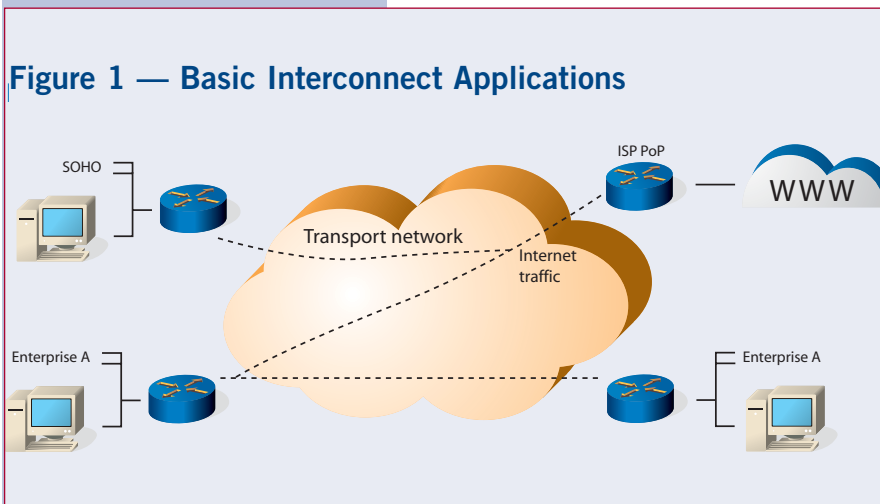 Figure 1 — Basic Interconnect Applications
SOHO
ISP PoP
WWW
Transport network
Internet
traffic
Enterprise A
Enterprise A